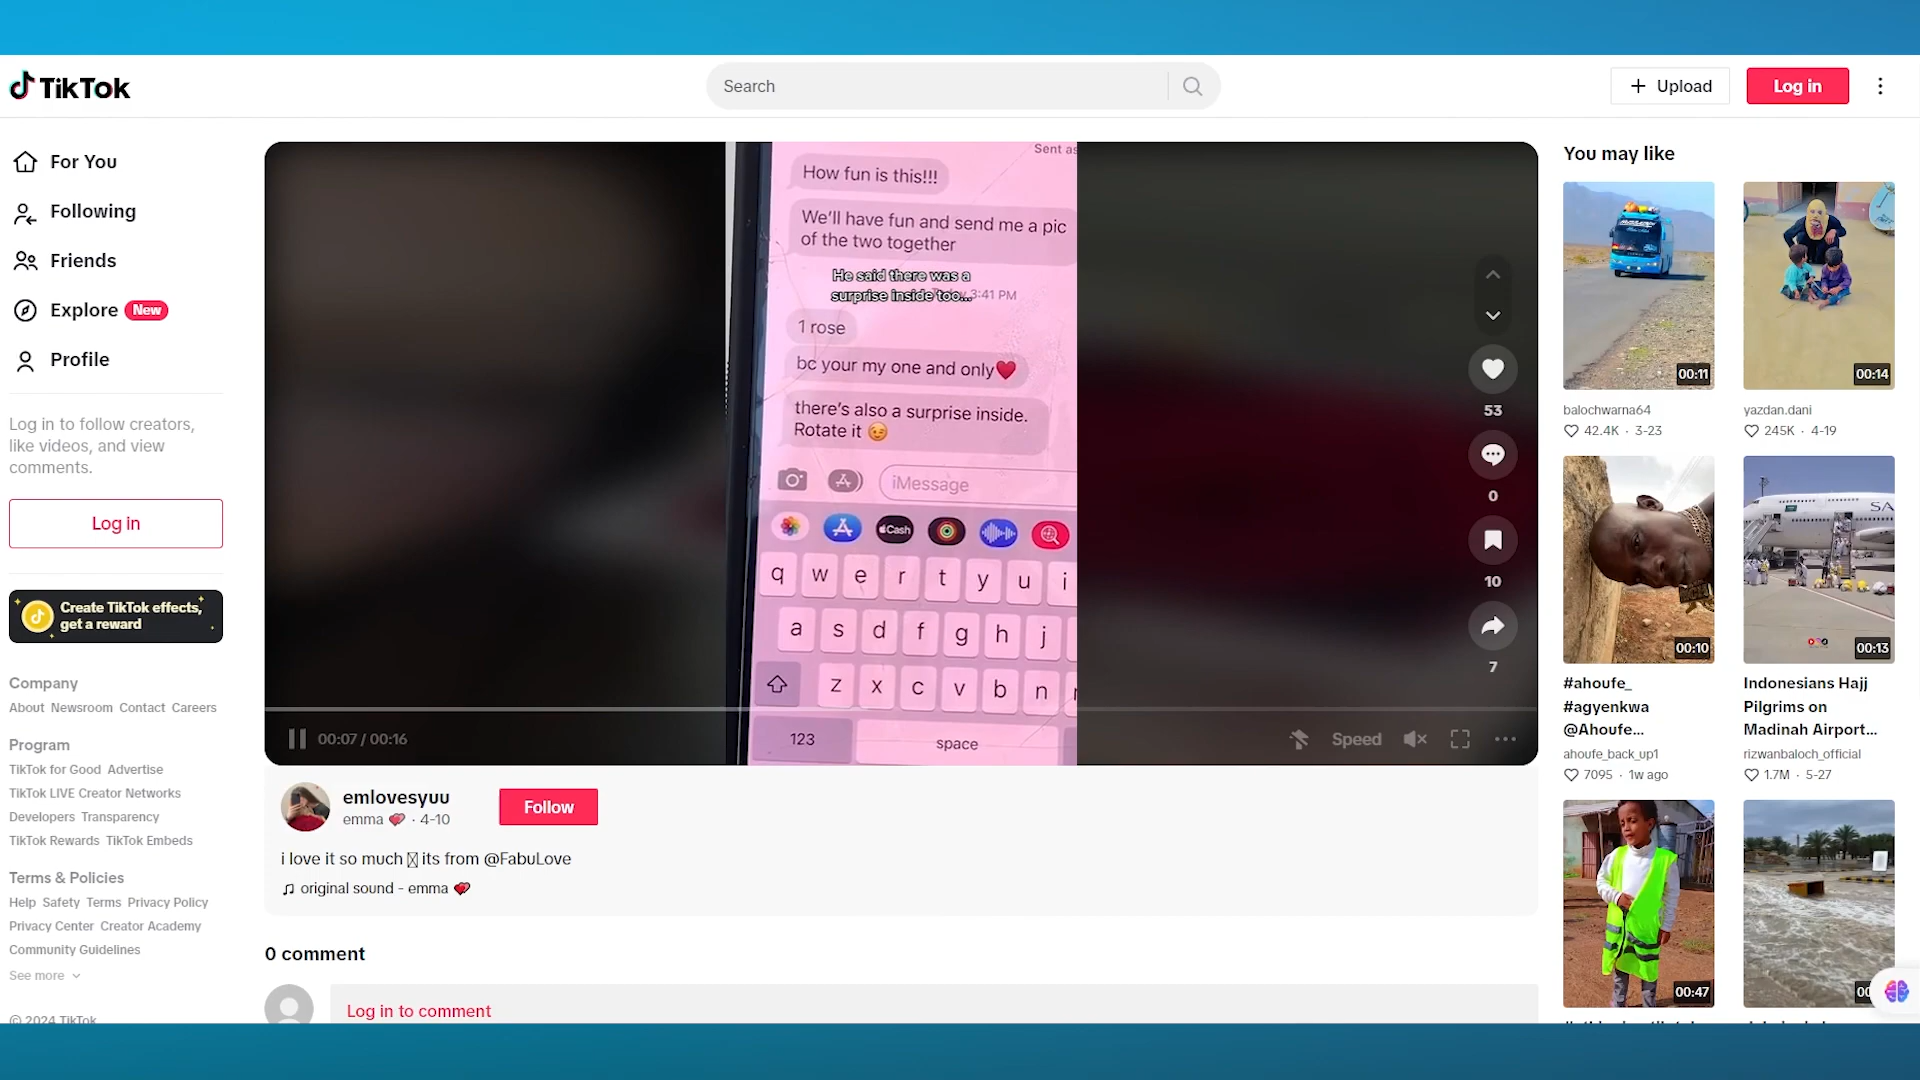 TikTok
Search
Upload
Log in
For You
Following
Friends
Explore New
Profile
Log in to follow creators,
like videos, and view
comments.
Log in
Create TikTok effects,
get a reward
Company
About Newsroom Contact Careers
Program
TikTok for Good Advertise
TikTok LIVE Creator Networks
Developers Transparency
TikTok Rewards TikTok Embeds
Terms & Policies
Help Safety Terms Privacy Policy
Privacy Center Creator Academy
Community Guidelines
See more
© 2024 TikTok
Sent as
How fun is this!!!
We'll have fun and send me a pic
of the two together
He said there was a
surprise inside too...
3:41 PM
1 rose
bc your my one and only❤️
there's also a surprise inside.
Rotate it 😉
iMessage
Cash
q w e r t y u i
a s d f g h j
z x c v b n
123 space
53
0
10
7
00:07 / 00:16
Speed
emlovesyuu
emma 💕 · 4-10
Follow
i love it so much its from @FabuLove
original sound - emma 💕
0 comment
Log in to comment
You may like
00:11
balochwarna64
42.4K · 3-23
00:14
yazdan.dani
245K · 4-19
00:10
#ahoufe_
#agyenkwa
@Ahoufe...
ahoufe_back_up1
7095 · 1w ago
SA
00:13
Indonesians Hajj
Pilgrims on
Madinah Airport...
rizwanbaloch_official
1.7M · 5-27
00:47